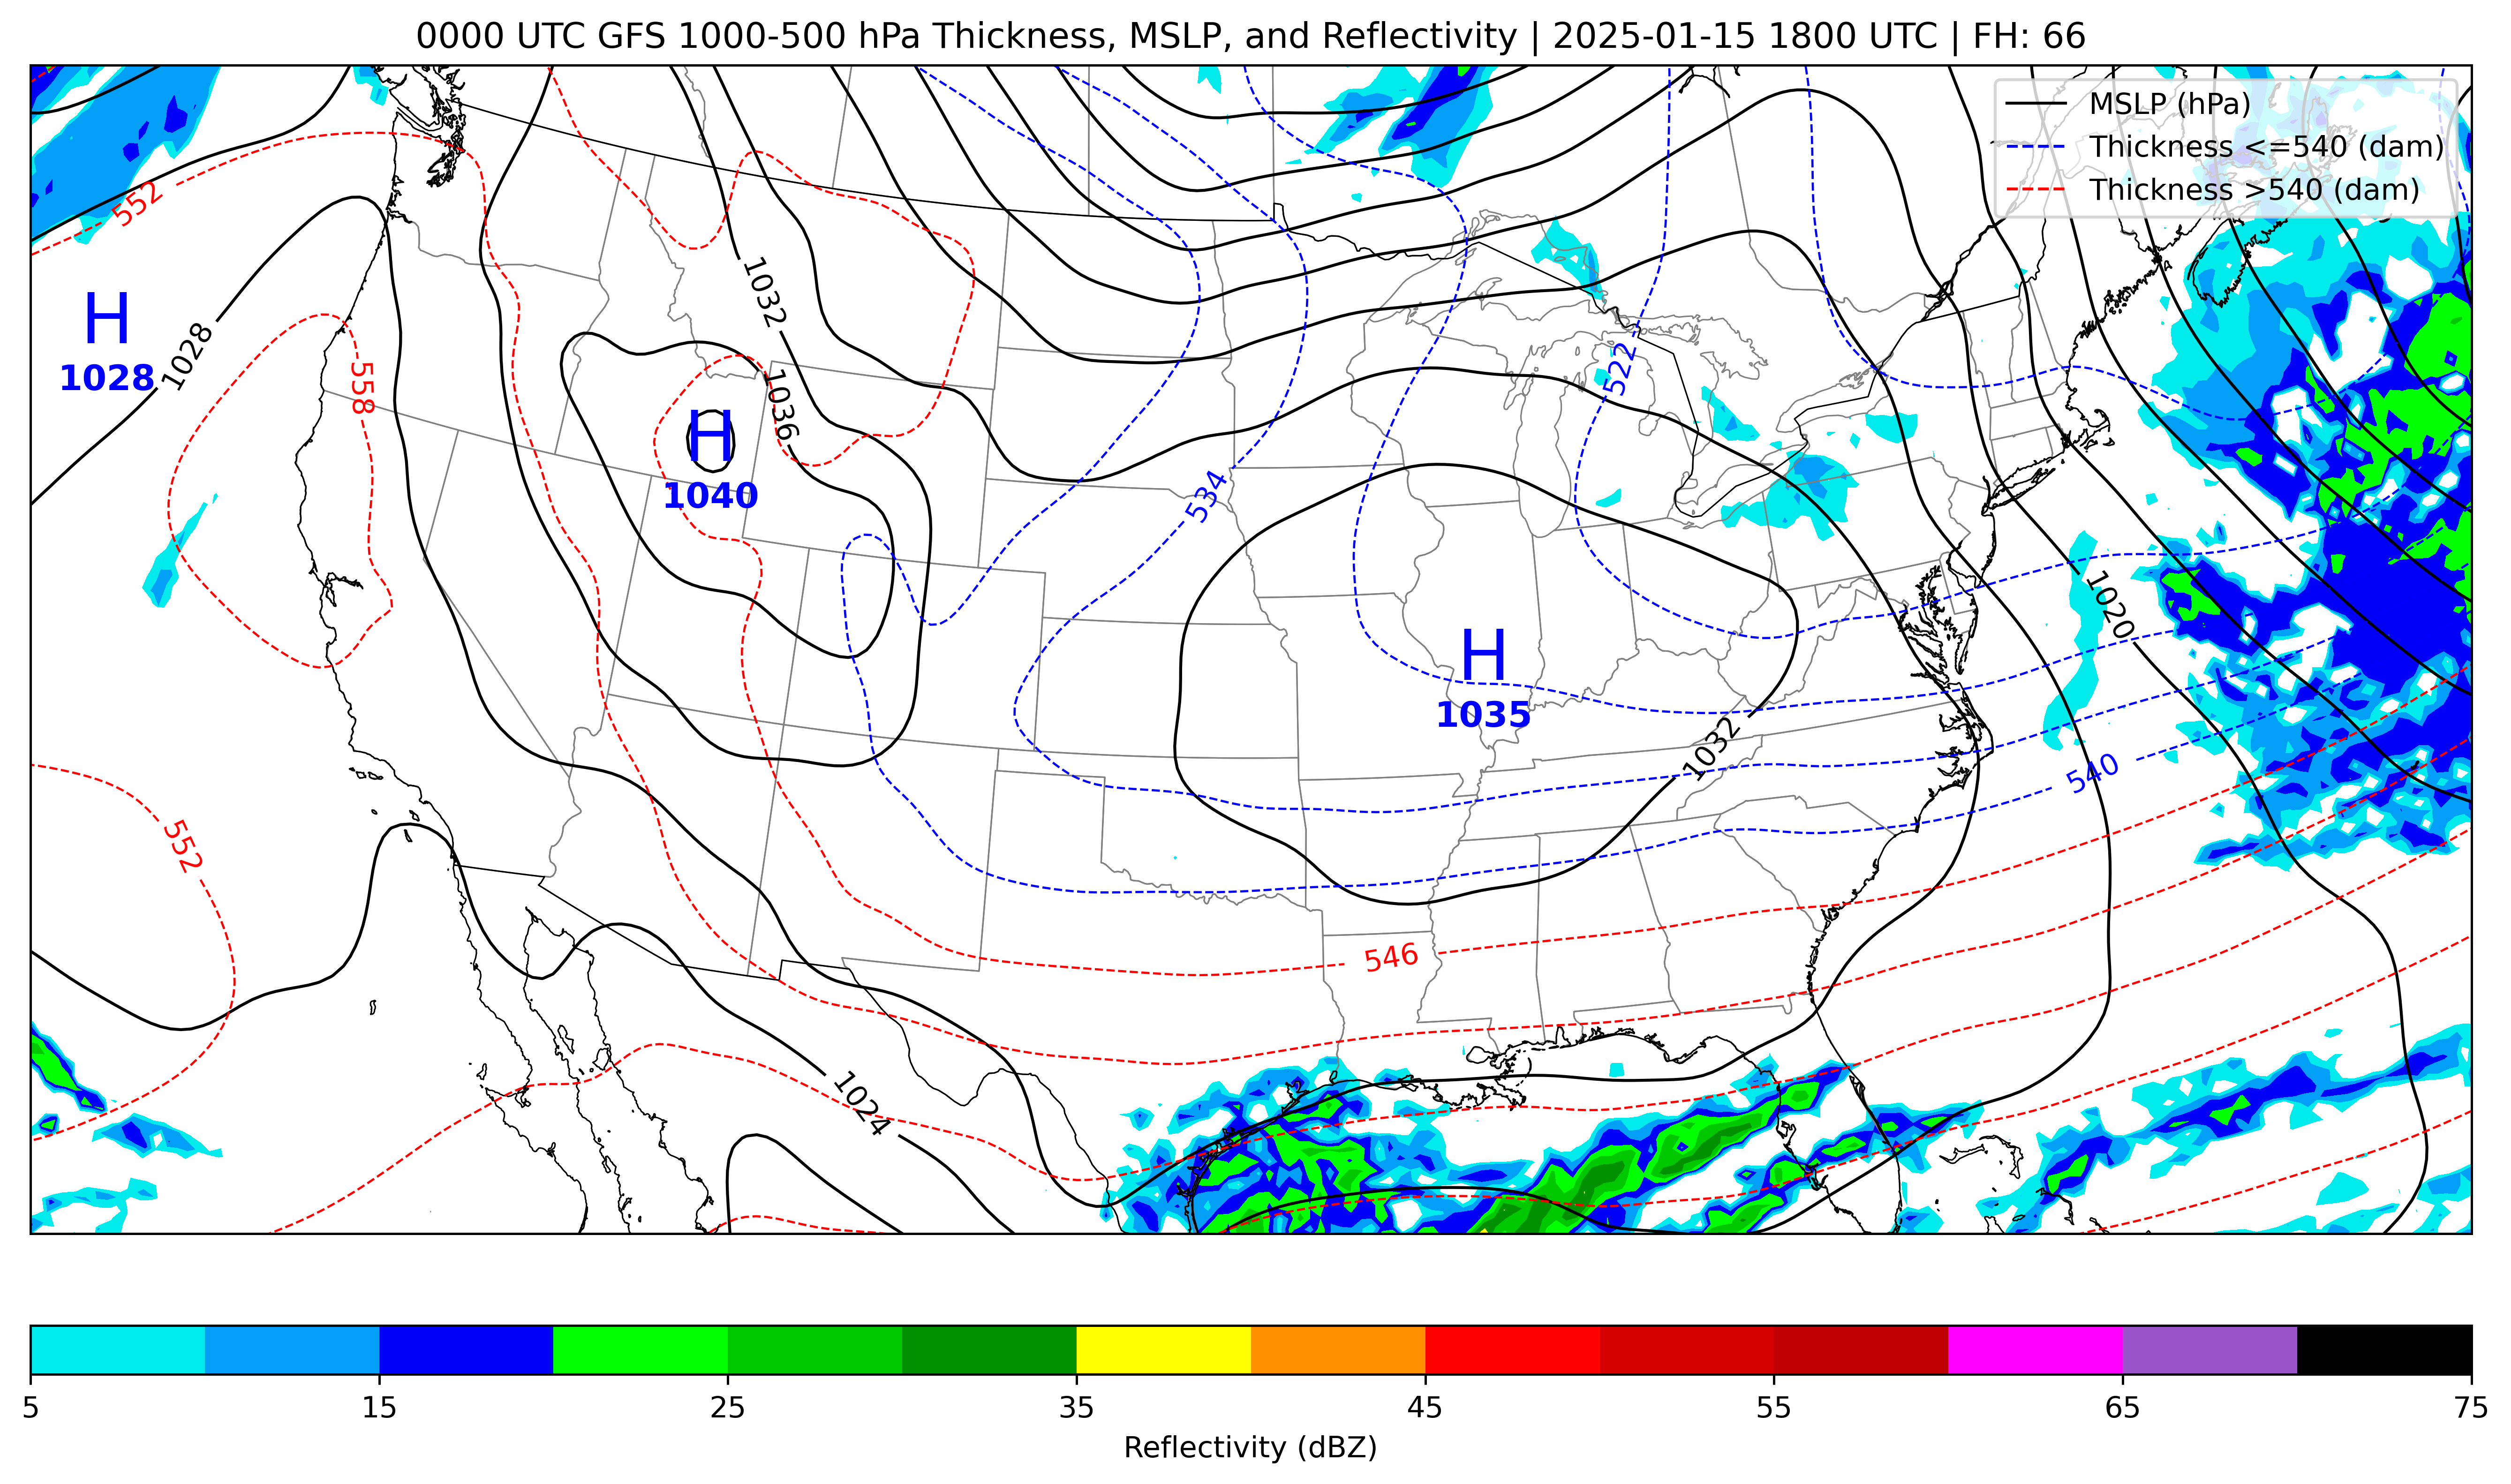 0000 UTC GFS 1000-500 hPa Thickness, MSLP, and Reflectivity | 2025-01-15 1800 UTC | FH: 66
MSLP (hPa)
Thickness <=540 (dam)
Thickness >540 (dam)
552
1032
H
1028
1028
558
522
1036
H
1040
534
1020
H
1035
1032
540
552
546
1024
5 15 25 35 45 55 65 75
Reflectivity (dBZ)